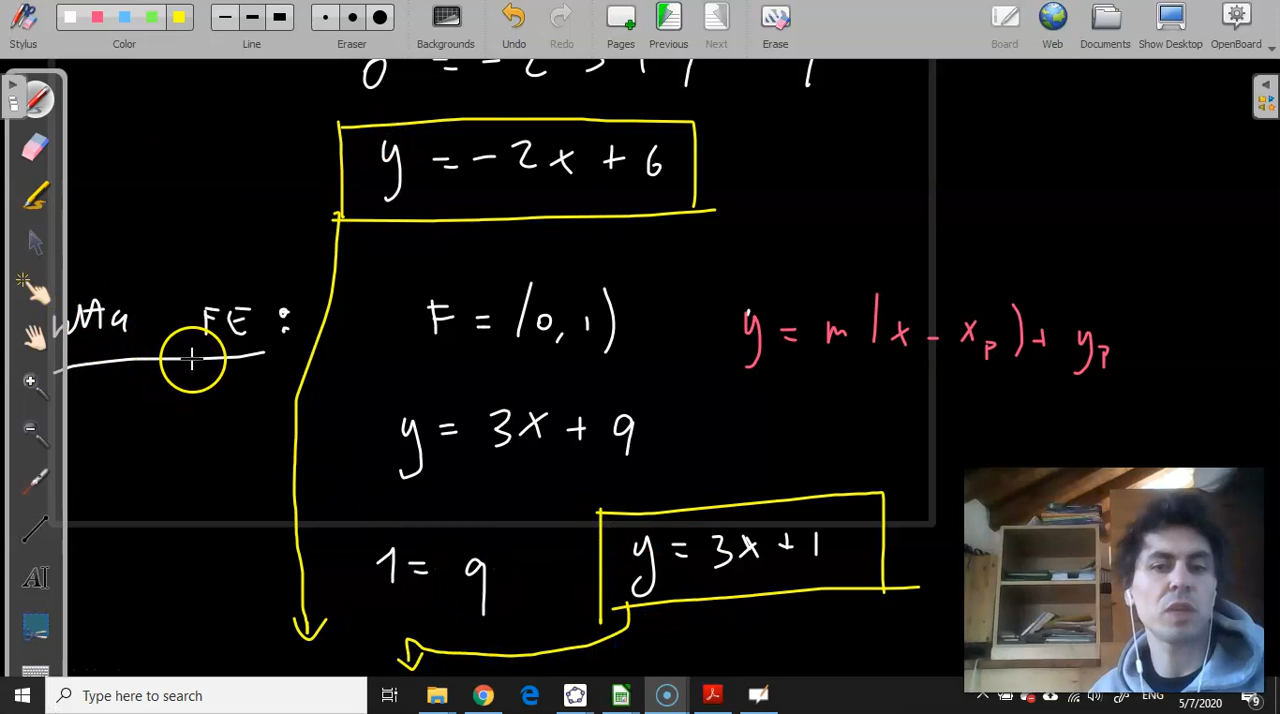 Stylus
Color
Line
Eraser
Backgrounds
Undo
Redo
Pages
Previous
Next
Erase
Board
Web
Documents
Show Desktop
OpenBoard
y = - 2x + 6
tta FE :
F = (0, 1)
y = m (x - xp) + yp
y = 3x + q
1 = q
y = 3x + 1
Type here to search
ENG
5/7/2020
9